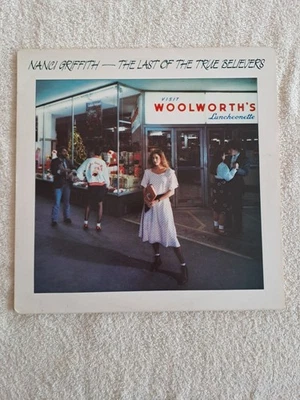 NANCI GRIFFITH — THE LAST OF THE TRUE BELIEVERS
VISIT
WOOLWORTH'S
Luncheonette